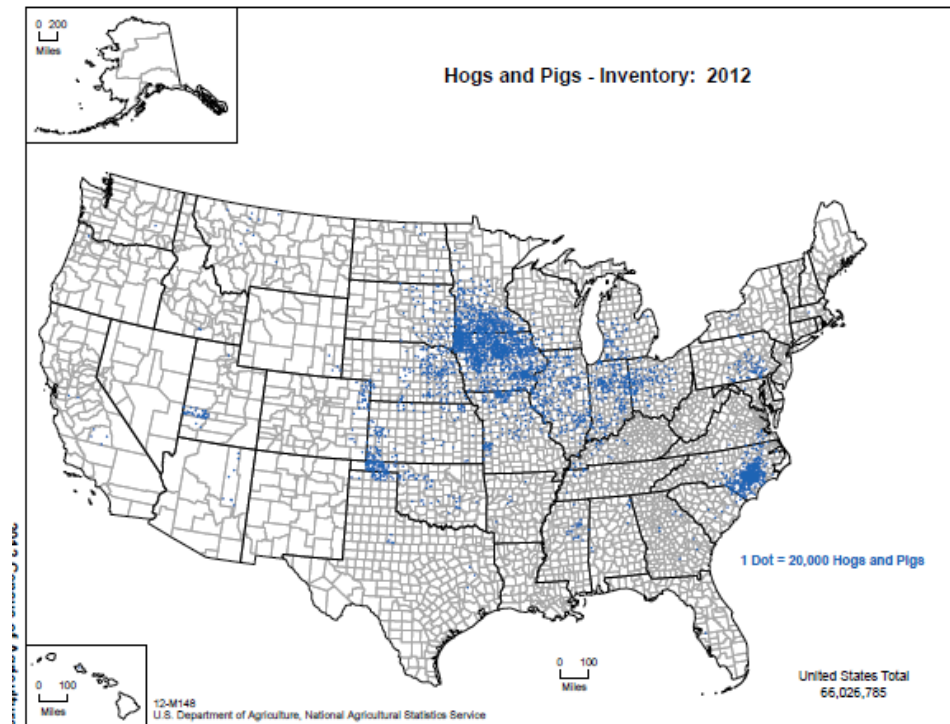 0 200
Miles
Hogs and Pigs - Inventory: 2012
1 Dot = 20,000 Hogs and Pigs
0 100
Miles
0 100
Miles
United States Total
66,026,785
12-M148
U.S. Department of Agriculture, National Agricultural Statistics Service